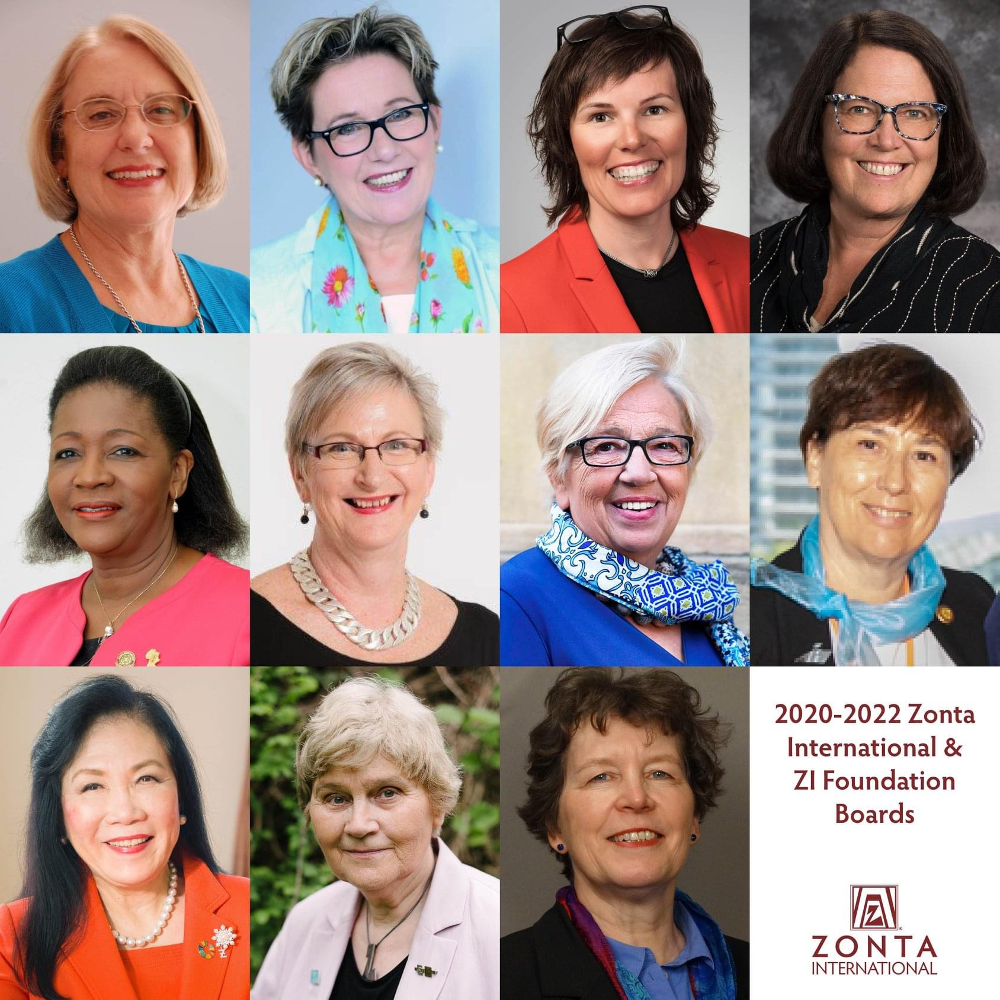 2020-2022 Zonta
International &
ZI Foundation
Boards
Z
®
ZONTA
INTERNATIONAL